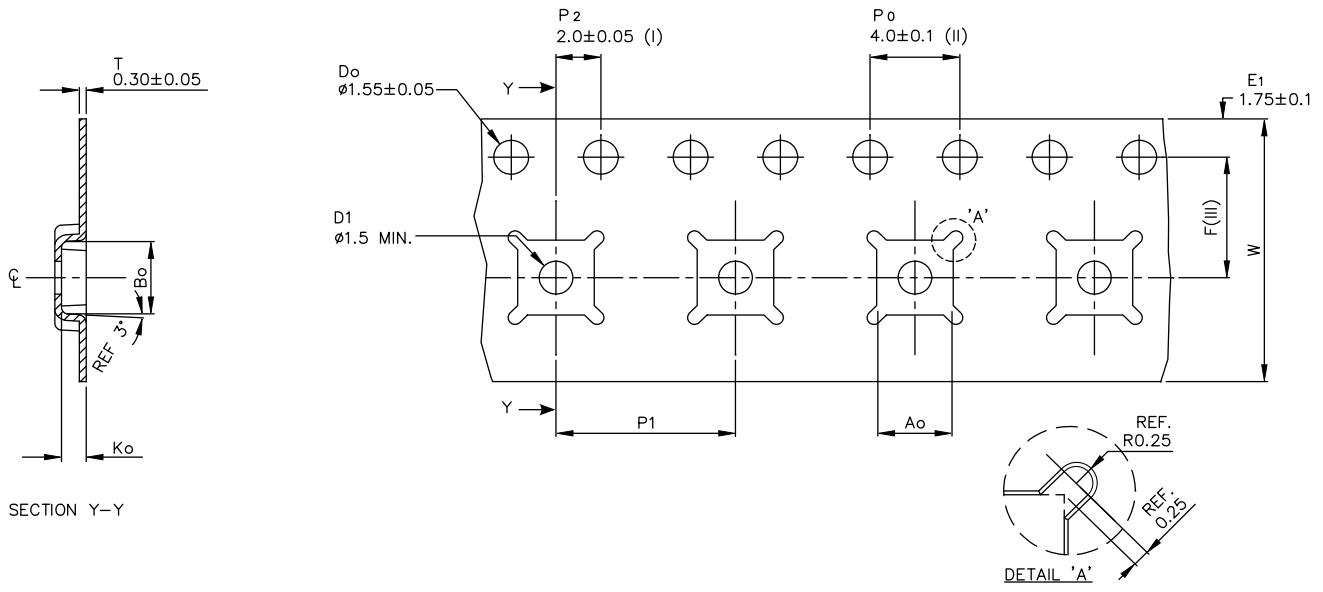 P2
2.0±0.05 (I)
P0
4.0±0.1 (II)
T
0.30±0.05
Do
ø1.55±0.05
Y
E1
1.75±0.1
D1
ø1.5 MIN.
'A'
F(III)
W
℄
Bo
REF 3°
Y
P1
Ao
Ko
REF.
R0.25
REF.
0.25
SECTION Y-Y
DETAIL 'A'